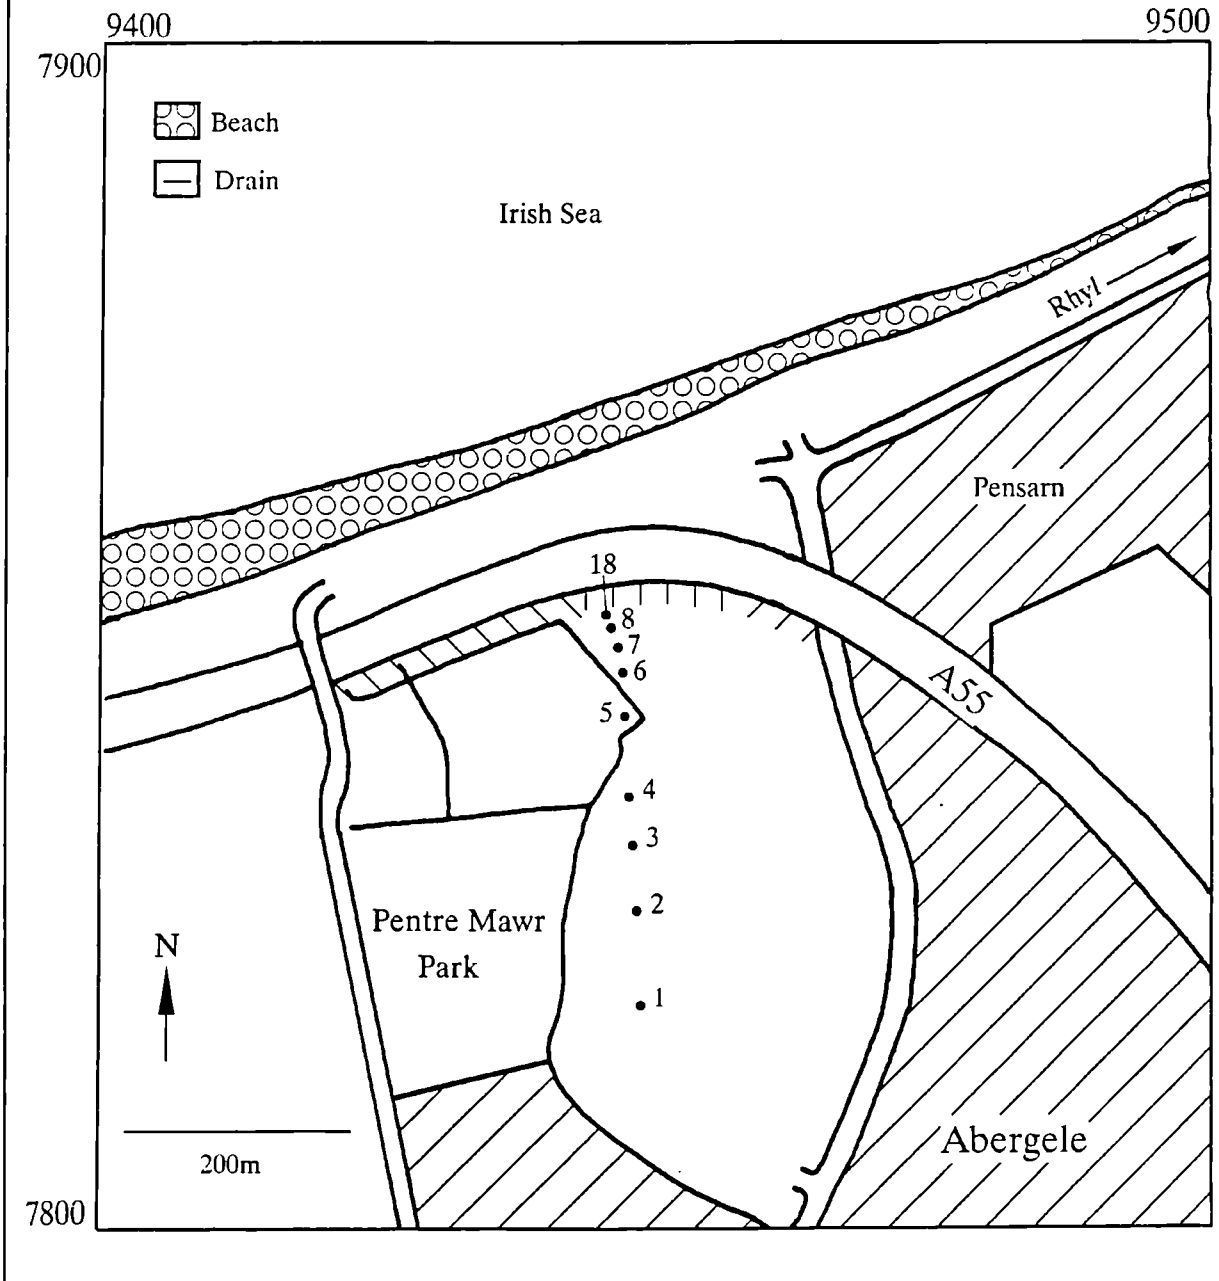 9400
9500
7900
Beach
Drain
Irish Sea
Rhyl
Pensarn
18
8
7
6
5
A55
4
3
2
Pentre Mawr
Park
N
1
Abergele
200m
7800